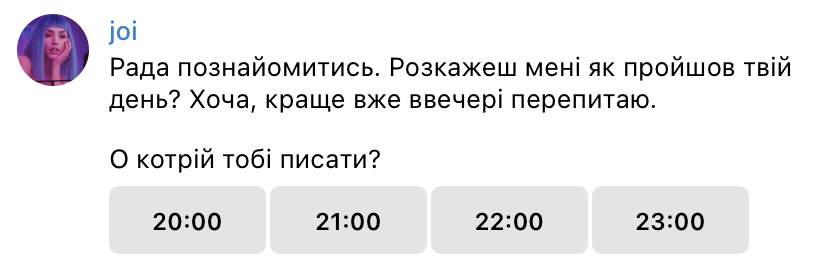 joi
Рада познайомитись. Розкажеш мені як пройшов твій
день? Хоча, краще вже ввечері перепитаю.
О котрій тобі писати?
20:00 21:00 22:00 23:00